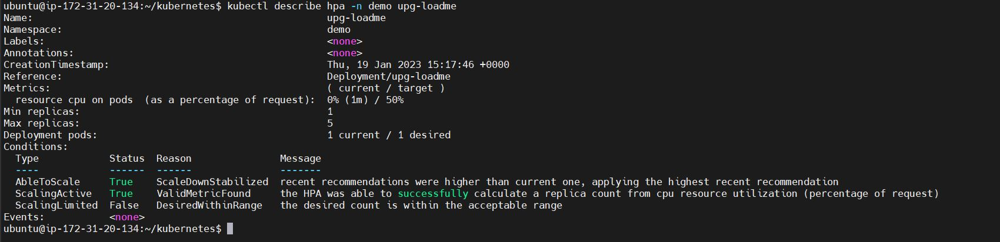 ubuntu@ip-172-31-20-134:~/kubernetes$ kubectl describe hpa -n demo upg-loadme
Name:                                                  upg-loadme
Namespace:                                             demo
Labels:                                                <none>
Annotations:                                           <none>
CreationTimestamp:                                     Thu, 19 Jan 2023 15:17:46 +0000
Reference:                                             Deployment/upg-loadme
Metrics:                                               ( current / target )
  resource cpu on pods  (as a percentage of request):  0% (1m) / 50%
Min replicas:                                          1
Max replicas:                                          5
Deployment pods:                                       1 current / 1 desired
Conditions:
  Type            Status  Reason               Message
  ----            ------  ------               -------
  AbleToScale     True    ScaleDownStabilized  recent recommendations were higher than current one, applying the highest recent recommendation
  ScalingActive   True    ValidMetricFound     the HPA was able to successfully calculate a replica count from cpu resource utilization (percentage of request)
  ScalingLimited  False   DesiredWithinRange   the desired count is within the acceptable range
Events:           <none>
ubuntu@ip-172-31-20-134:~/kubernetes$